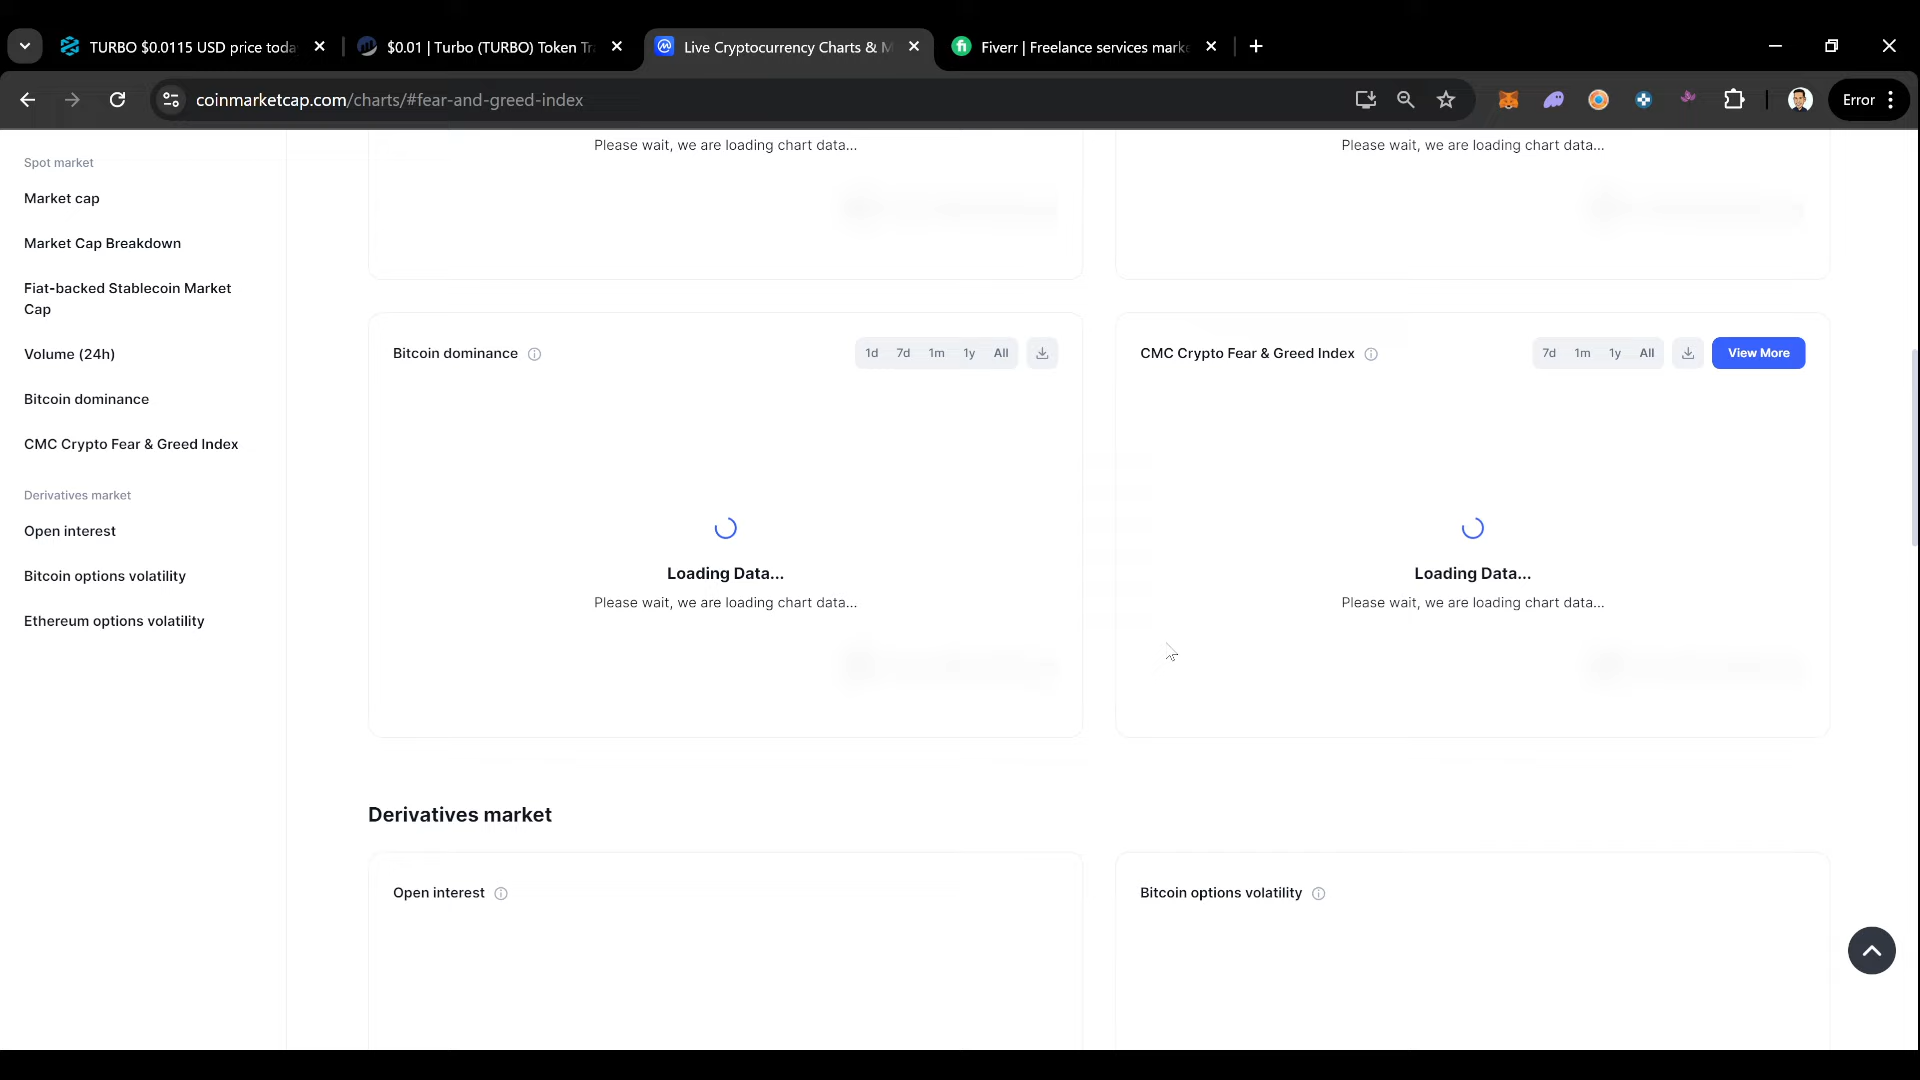 TURBO $0.0115 USD price toda
$0.01 | Turbo (TURBO) Token Tr
Live Cryptocurrency Charts & M
Fiverr | Freelance services mark
coinmarketcap.com/charts/#fear-and-greed-index
Error
Spot market
Market cap
Market Cap Breakdown
Fiat-backed Stablecoin Market
Cap
Volume (24h)
Bitcoin dominance
CMC Crypto Fear & Greed Index
Derivatives market
Open interest
Bitcoin options volatility
Ethereum options volatility
Please wait, we are loading chart data...
Please wait, we are loading chart data...
Bitcoin dominance
1d 7d 1m 1y All
CMC Crypto Fear & Greed Index
7d 1m 1y All
View More
Loading Data...
Please wait, we are loading chart data...
Loading Data...
Please wait, we are loading chart data...
Derivatives market
Open interest
Bitcoin options volatility